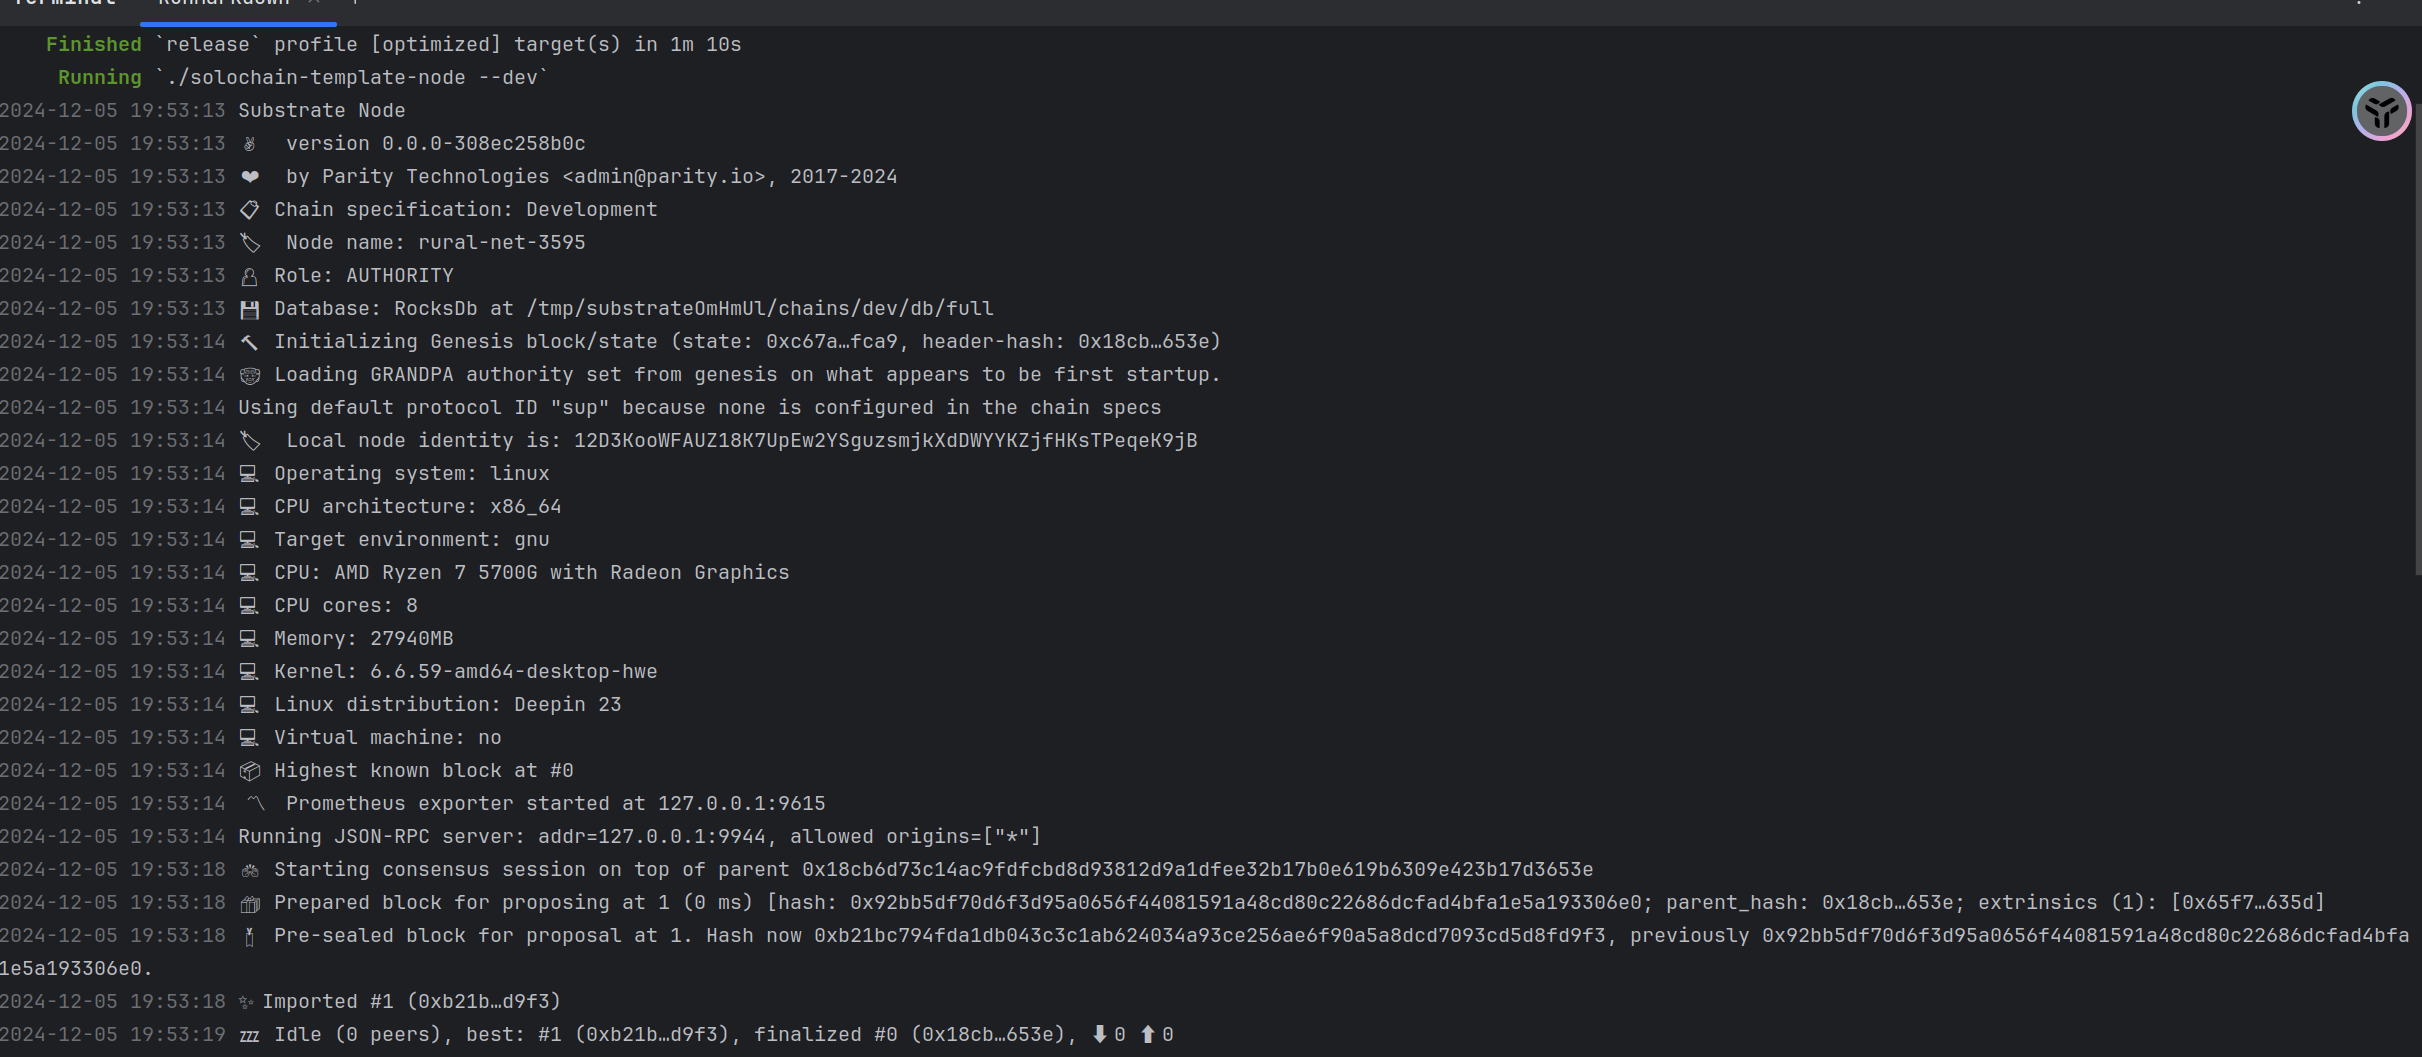 Terminal RunMarkdown × +
Finished `release` profile [optimized] target(s) in 1m 10s
Running `./solochain-template-node --dev`
2024-12-05 19:53:13 Substrate Node
2024-12-05 19:53:13 ✌️ version 0.0.0-308ec258b0c
2024-12-05 19:53:13 ❤️ by Parity Technologies <admin@parity.io>, 2017-2024
2024-12-05 19:53:13 📋 Chain specification: Development
2024-12-05 19:53:13 🏷 Node name: rural-net-3595
2024-12-05 19:53:13 👤 Role: AUTHORITY
2024-12-05 19:53:13 💾 Database: RocksDb at /tmp/substrateOmHmUl/chains/dev/db/full
2024-12-05 19:53:14 🔨 Initializing Genesis block/state (state: 0xc67a…fca9, header-hash: 0x18cb…653e)
2024-12-05 19:53:14 👴 Loading GRANDPA authority set from genesis on what appears to be first startup.
2024-12-05 19:53:14 Using default protocol ID "sup" because none is configured in the chain specs
2024-12-05 19:53:14 🏷 Local node identity is: 12D3KooWFAUZ18K7UpEw2YSguzsmjkXdDWYYKZjfHKsTPeqeK9jB
2024-12-05 19:53:14 💻 Operating system: linux
2024-12-05 19:53:14 💻 CPU architecture: x86_64
2024-12-05 19:53:14 💻 Target environment: gnu
2024-12-05 19:53:14 💻 CPU: AMD Ryzen 7 5700G with Radeon Graphics
2024-12-05 19:53:14 💻 CPU cores: 8
2024-12-05 19:53:14 💻 Memory: 27940MB
2024-12-05 19:53:14 💻 Kernel: 6.6.59-amd64-desktop-hwe
2024-12-05 19:53:14 💻 Linux distribution: Deepin 23
2024-12-05 19:53:14 💻 Virtual machine: no
2024-12-05 19:53:14 📦 Highest known block at #0
2024-12-05 19:53:14 〽️ Prometheus exporter started at 127.0.0.1:9615
2024-12-05 19:53:14 Running JSON-RPC server: addr=127.0.0.1:9944, allowed origins=["*"]
2024-12-05 19:53:18 🙌 Starting consensus session on top of parent 0x18cb6d73c14ac9fdfcbd8d93812d9a1dfee32b17b0e619b6309e423b17d3653e
2024-12-05 19:53:18 🎁 Prepared block for proposing at 1 (0 ms) [hash: 0x92bb5df70d6f3d95a0656f44081591a48cd80c22686dcfad4bfa1e5a193306e0; parent_hash: 0x18cb…653e; extrinsics (1): [0x65f7…635d]
2024-12-05 19:53:18 🔖 Pre-sealed block for proposal at 1. Hash now 0xb21bc794fda1db043c3c1ab624034a93ce256ae6f90a5a8dcd7093cd5d8fd9f3, previously 0x92bb5df70d6f3d95a0656f44081591a48cd80c22686dcfad4bfa
1e5a193306e0.
2024-12-05 19:53:18 ✨ Imported #1 (0xb21b…d9f3)
2024-12-05 19:53:19 💤 Idle (0 peers), best: #1 (0xb21b…d9f3), finalized #0 (0x18cb…653e), ⬇ 0 ⬆ 0